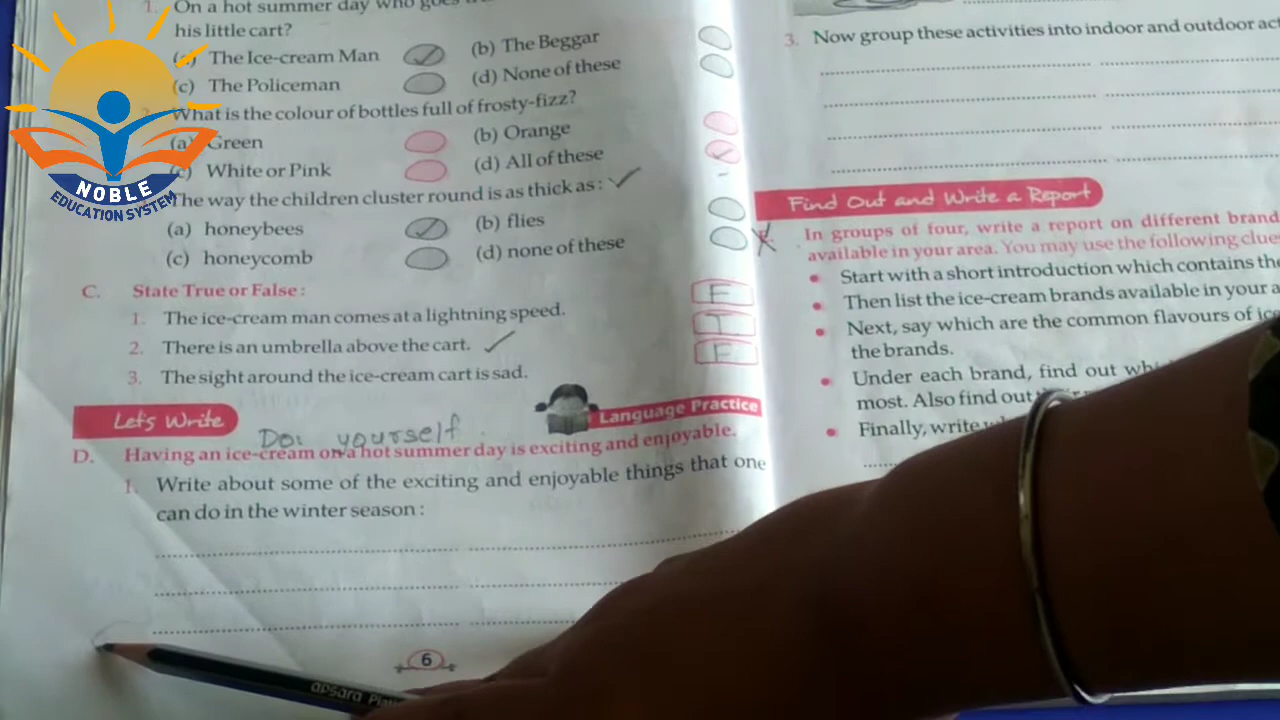 NOBLE
EDUCATION SYSTEM
1. On a hot summer day who goes
his little cart?
The Ice-cream Man (b) The Beggar
(c) The Policeman (d) None of these
What is the colour of bottles full of frosty-fizz?
(a) Green (b) Orange
(c) White or Pink (d) All of these
The way the children cluster round is as thick as :
(a) honeybees (b) flies
(c) honeycomb (d) none of these
C. State True or False :
1. The ice-cream man comes at a lightning speed. F
2. There is an umbrella above the cart. T
3. The sight around the ice-cream cart is sad. F
Let's Write
Language Practice
Do yourself
D. Having an ice-cream on a hot summer day is exciting and enjoyable.
1. Write about some of the exciting and enjoyable things that one
can do in the winter season :
6
apsara
3. Now group these activities into indoor and outdoor
Find Out and Write a Report
In groups of four, write a report on different
available in your area. You may use the following
Start with a short introduction which contains
Then list the ice-cream brands available in your
Next, say which are the common flavours of
the brands.
Under each brand, find out
most. Also find out
Finally, write